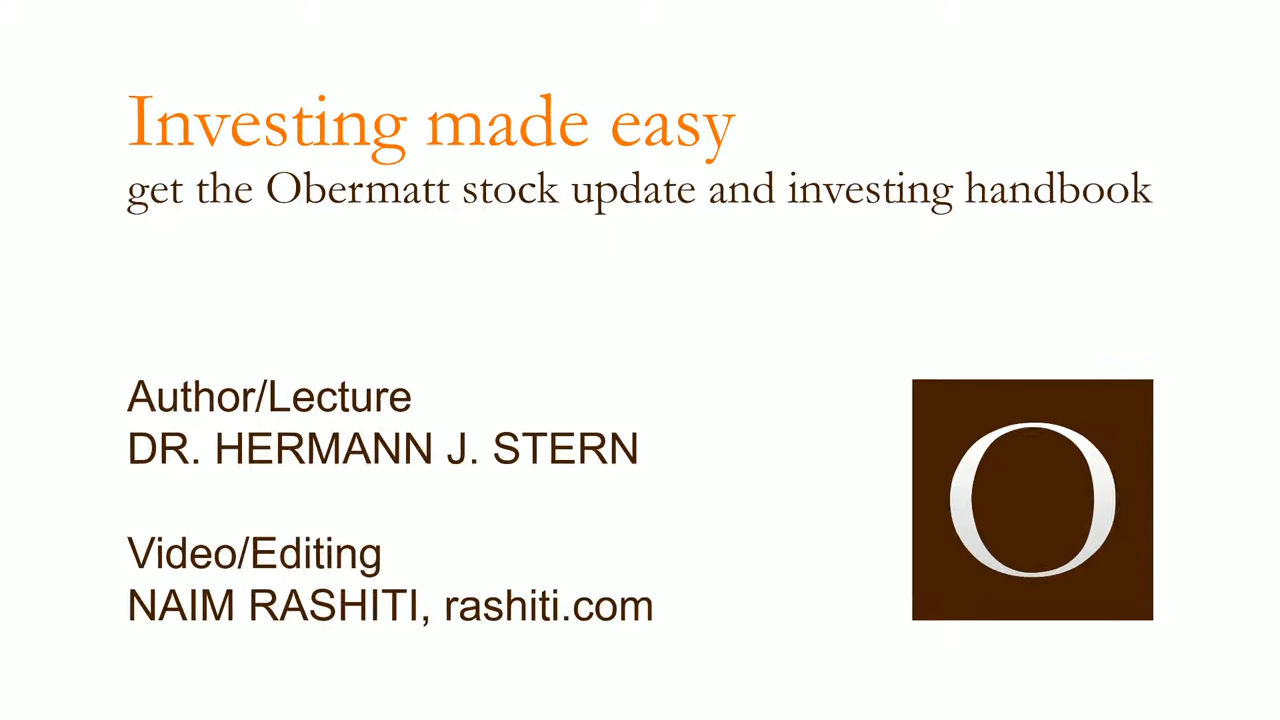 Investing made easy
get the Obermatt stock update and investing handbook
Author/Lecture
DR. HERMANN J. STERN
O
Video/Editing
NAIM RASHITI, rashiti.com